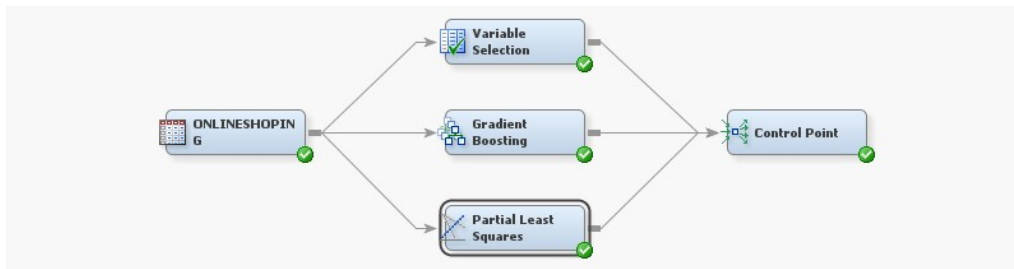 Variable
Selection
ONLINESHOPIN
G
Gradient
Boosting
Control Point
Partial Least
Squares